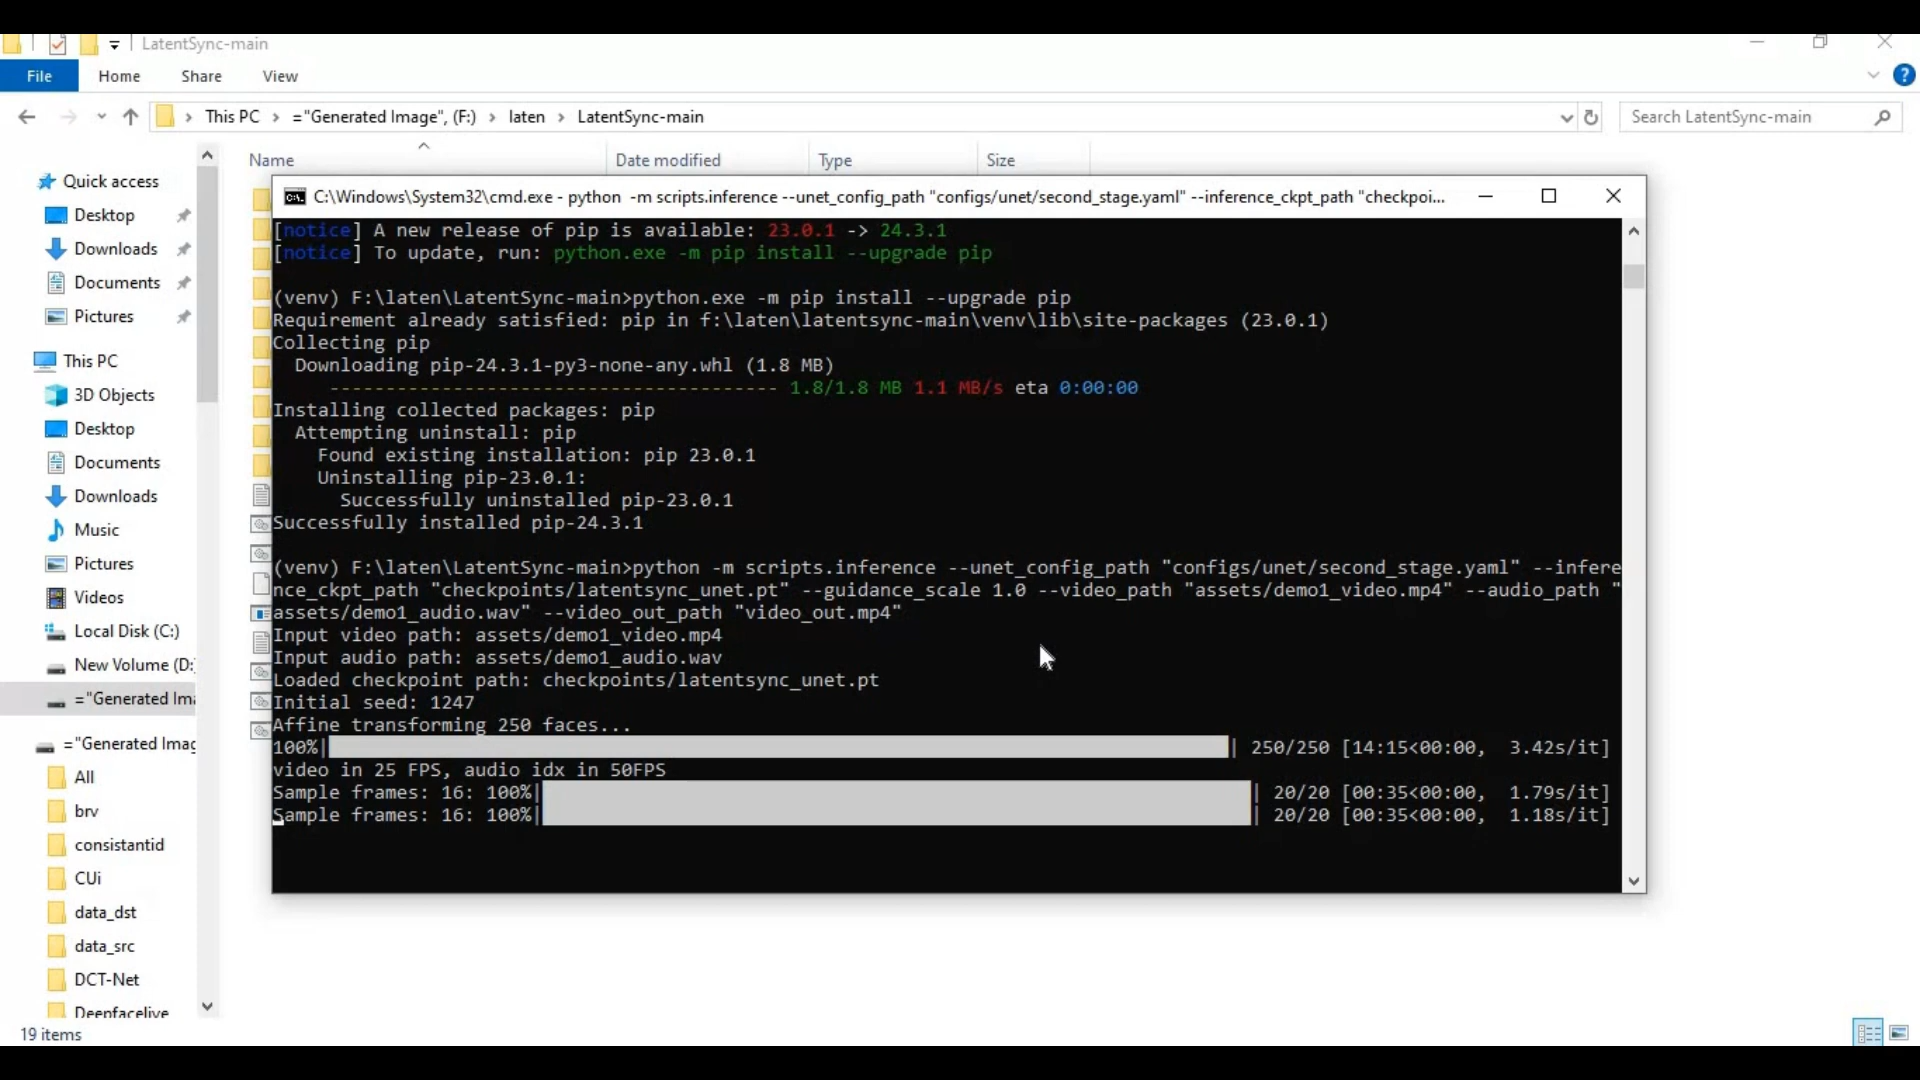 LatentSync-main
File Home Share View
This PC > ="Generated Image", (F:) > laten > LatentSync-main
Search LatentSync-main
Name Date modified Type Size
Quick access
Desktop
Downloads
Documents
Pictures
This PC
3D Objects
Desktop
Documents
Downloads
Music
Pictures
Videos
Local Disk (C:)
New Volume (D:
="Generated Ima
="Generated Imag
All
brv
consistantid
CUi
data_dst
data_src
DCT-Net
Deepfacelive
19 items
C:\Windows\System32\cmd.exe - python -m scripts.inference --unet_config_path "configs/unet/second_stage.yaml" --inference_ckpt_path "checkpoi...
[notice] A new release of pip is available: 23.0.1 -> 24.3.1
[notice] To update, run: python.exe -m pip install --upgrade pip
(venv) F:\laten\LatentSync-main>python.exe -m pip install --upgrade pip
Requirement already satisfied: pip in f:\laten\latentsync-main\venv\lib\site-packages (23.0.1)
Collecting pip
Downloading pip-24.3.1-py3-none-any.whl (1.8 MB)
---------------------------------------- 1.8/1.8 MB 1.1 MB/s eta 0:00:00
Installing collected packages: pip
Attempting uninstall: pip
Found existing installation: pip 23.0.1
Uninstalling pip-23.0.1:
Successfully uninstalled pip-23.0.1
Successfully installed pip-24.3.1
(venv) F:\laten\LatentSync-main>python -m scripts.inference --unet_config_path "configs/unet/second_stage.yaml" --infere
nce_ckpt_path "checkpoints/latentsync_unet.pt" --guidance_scale 1.0 --video_path "assets/demo1_video.mp4" --audio_path "
assets/demo1_audio.wav" --video_out_path "video_out.mp4"
Input video path: assets/demo1_video.mp4
Input audio path: assets/demo1_audio.wav
Loaded checkpoint path: checkpoints/latentsync_unet.pt
Initial seed: 1247
Affine transforming 250 faces...
100%| | 250/250 [14:15<00:00, 3.42s/it]
video in 25 FPS, audio idx in 50FPS
Sample frames: 16: 100%| | 20/20 [00:35<00:00, 1.79s/it]
Sample frames: 16: 100%| | 20/20 [00:35<00:00, 1.18s/it]